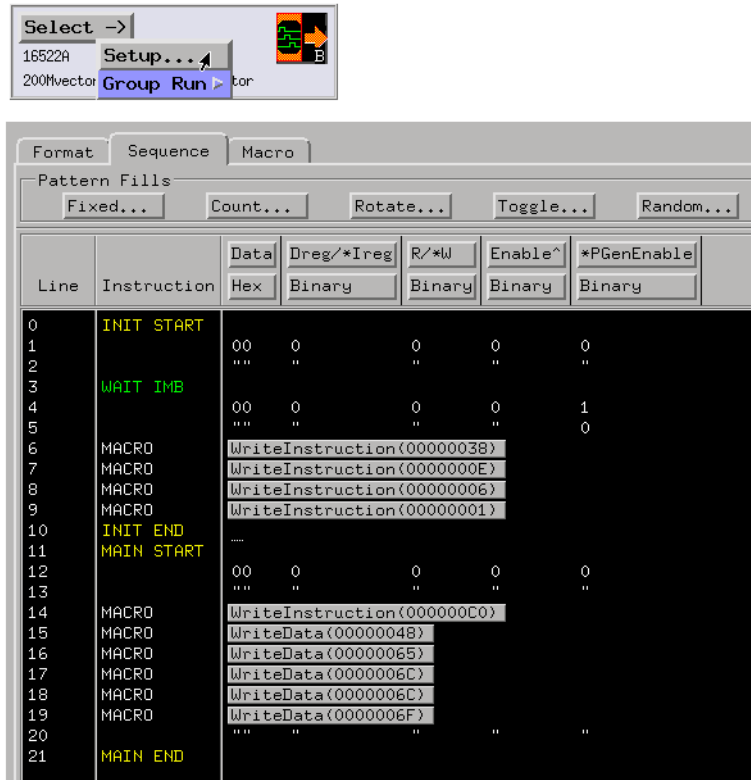 Select —>
16522A
Setup...
B
200Mvector
Group Run
tor
Format Sequence Macro
Pattern Fills
Fixed... Count... Rotate... Toggle... Random...
Data Dreg/*Ireg R/*W Enable^ *PGenEnable
Line Instruction Hex Binary Binary Binary Binary
0 INIT START
1 00 0 0 0 0
2 "" " " " "
3 WAIT IMB
4 00 0 0 0 1
5 "" " " " 0
6 MACRO WriteInstruction(00000038)
7 MACRO WriteInstruction(0000000E)
8 MACRO WriteInstruction(00000006)
9 MACRO WriteInstruction(00000001)
10 INIT END
11 MAIN START
12 00 0 0 0 0
13 "" " " " "
14 MACRO WriteInstruction(000000C0)
15 MACRO WriteData(00000048)
16 MACRO WriteData(00000065)
17 MACRO WriteData(0000006C)
18 MACRO WriteData(0000006C)
19 MACRO WriteData(0000006F)
20 "" " " " "
21 MAIN END